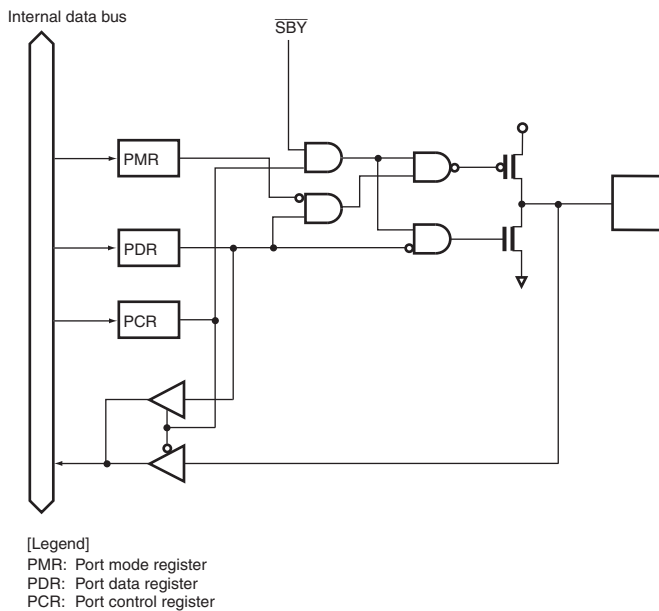 Internal data bus
SBY
PMR
PDR
PCR
[Legend]
PMR: Port mode register
PDR: Port data register
PCR: Port control register